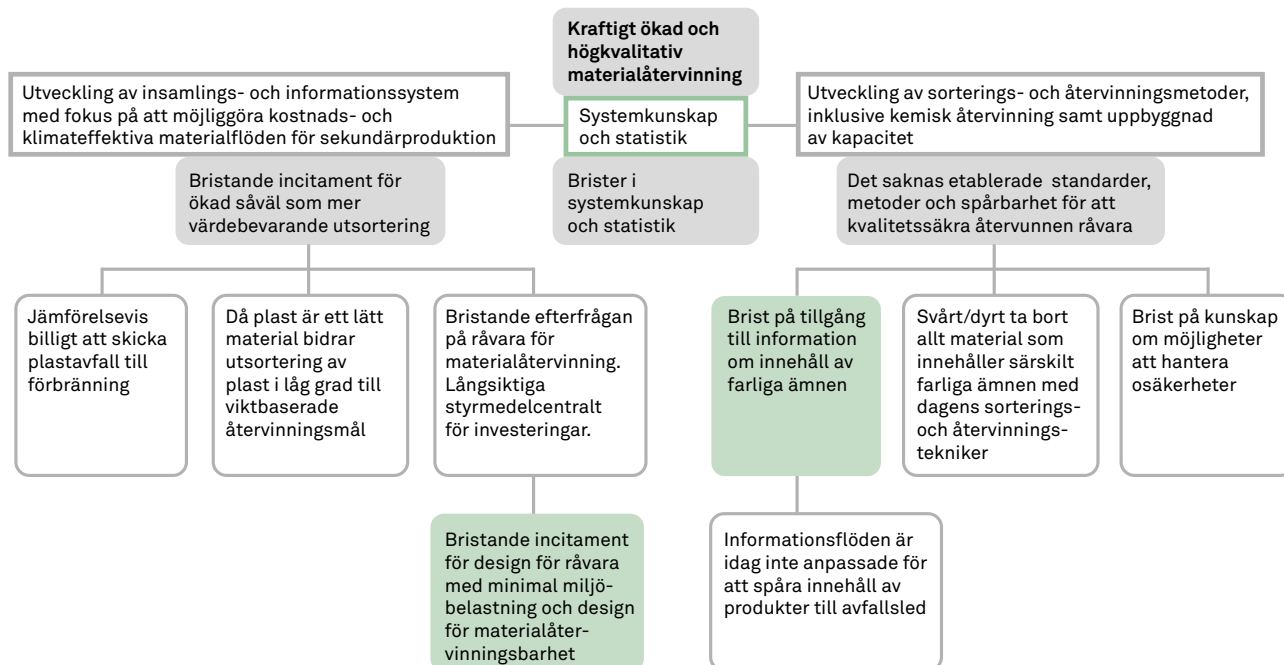 Kraftigt ökad och
högkvalitativ
materialåtervinning
Utveckling av insamlings- och informationssystem
med fokus på att möjliggöra kostnads- och
klimateffektiva materialflöden för sekundärproduktion
Systemkunskap
och statistik
Utveckling av sorterings- och återvinningsmetoder,
inklusive kemisk återvinning samt uppbyggnad
av kapacitet
Bristande incitament för
ökad såväl som mer
värdebevarande utsortering
Brister i
systemkunskap
och statistik
Det saknas etablerade standarder,
metoder och spårbarhet för att
kvalitetssäkra återvunnen råvara
Jämförelsevis
billigt att skicka
plastavfall till
förbränning
Då plast är ett lätt
material bidrar
utsortering av
plast i låg grad till
viktbaserade
återvinningsmål
Bristande efterfrågan
på råvara för
materialåtervinning.
Långsiktiga
styrmedelcentralt
för investeringar.
Brist på tillgång
till information
om innehåll av
farliga ämnen
Svårt/dyrt ta bort
allt material som
innehåller särskilt
farliga ämnen med
dagens sorterings-
och återvinnings-
tekniker
Brist på kunskap
om möjligheter
att hantera
osäkerheter
Bristande incitament
för design för råvara
med minimal miljö-
belastning och design
för materialåter-
vinningsbarhet
Informationsflöden är
idag inte anpassade för
att spåra innehåll av
produkter till avfallsled